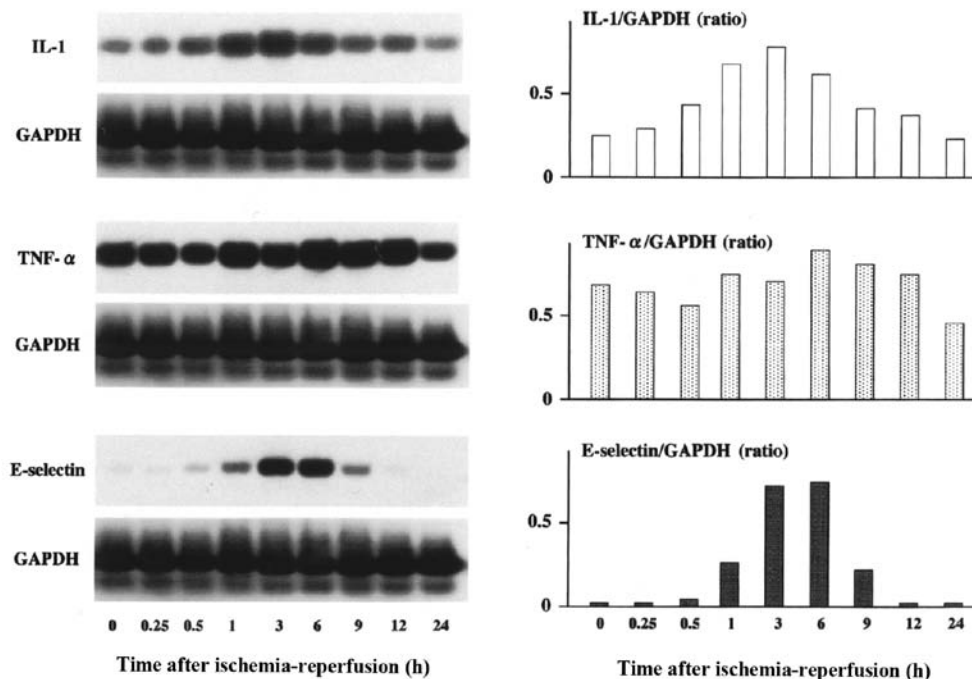 IL-1
GAPDH
TNF- α
GAPDH
E-selectin
GAPDH
0 0.25 0.5 1 3 6 9 12 24
Time after ischemia-reperfusion (h)
IL-1/GAPDH (ratio)
0.5
0
TNF- α/GAPDH (ratio)
0.5
0
E-selectin/GAPDH (ratio)
0.5
0
0 0.25 0.5 1 3 6 9 12 24
Time after ischemia-reperfusion (h)